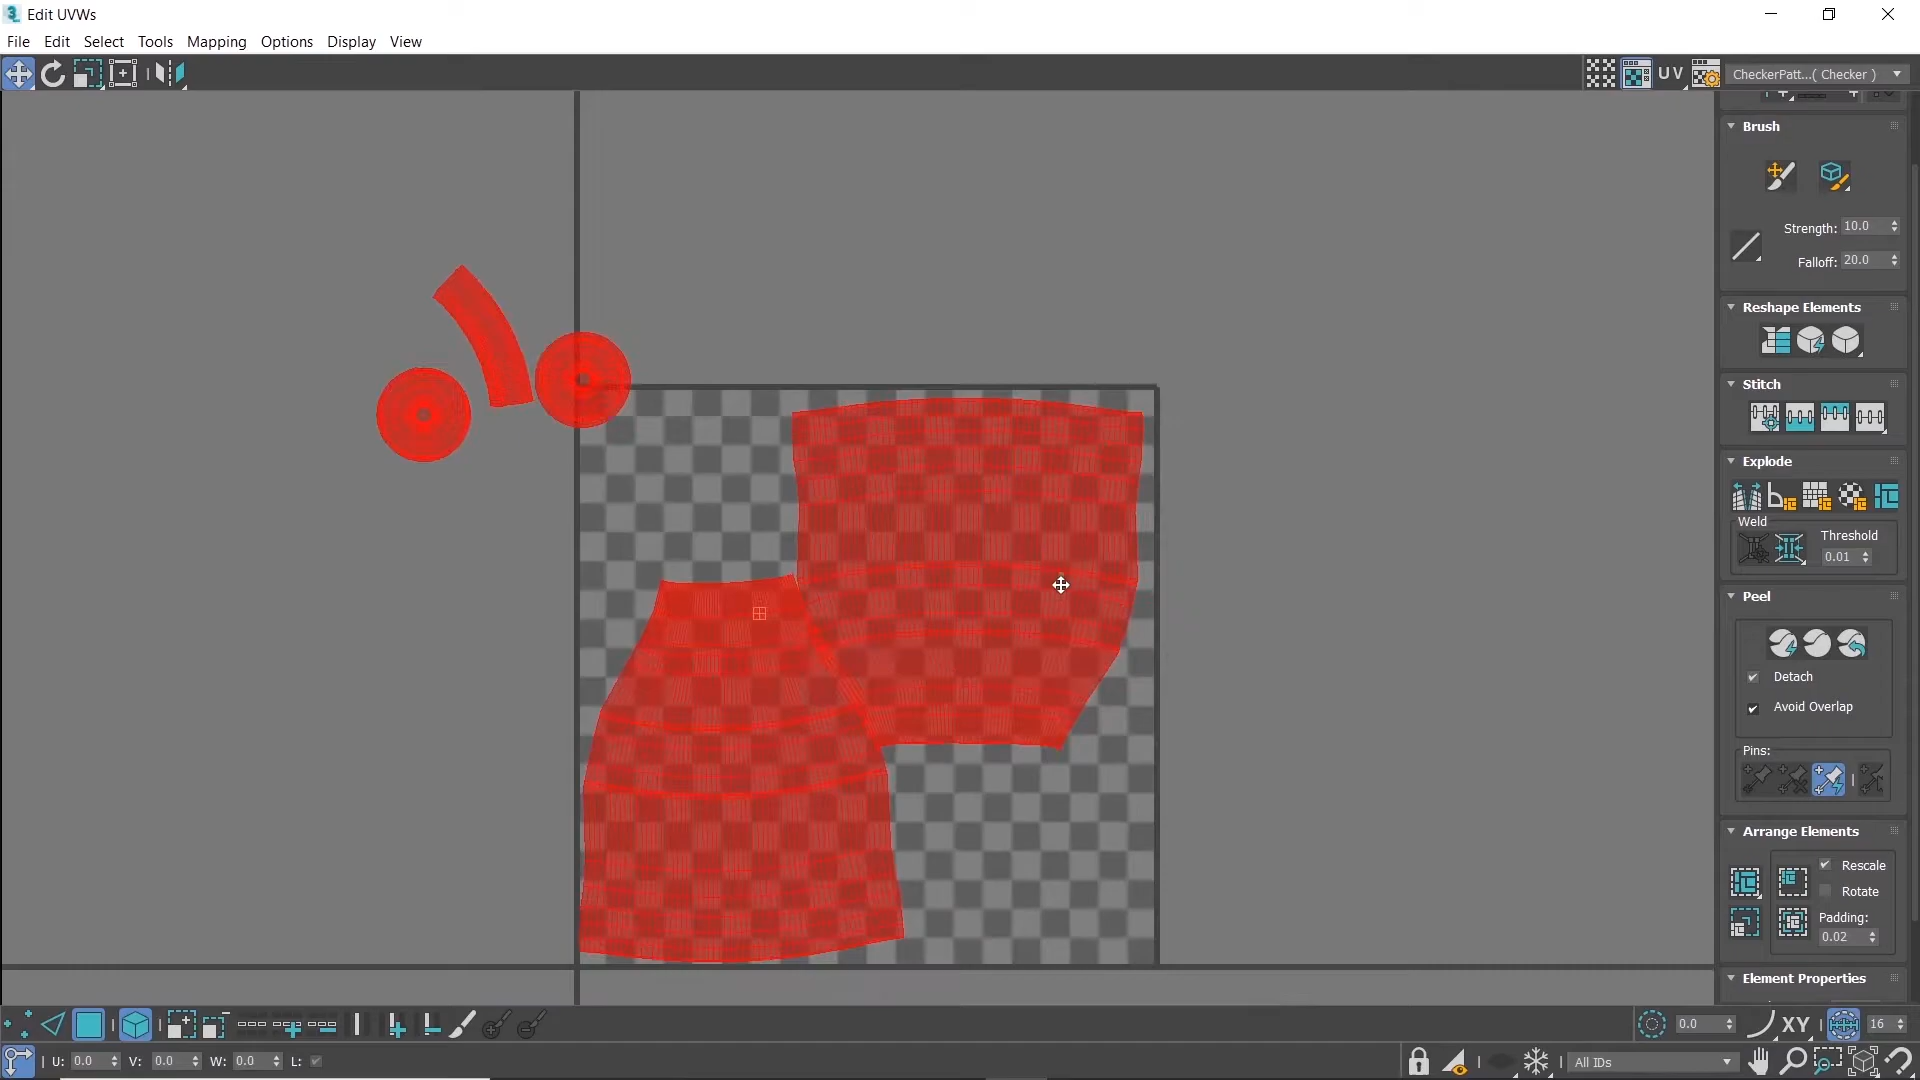 Edit UVWs
File Edit Select Tools Mapping Options Display View
UV
CheckerPatt...( Checker )
Brush
Strength: 10.0
Falloff: 20.0
Reshape Elements
Stitch
Explode
Weld
Threshold
0.01
Peel
Detach
Avoid Overlap
Pins:
Arrange Elements
Rescale
Rotate
Padding:
0.02
Element Properties
0.0 XY 16
U: 0.0 V: 0.0 W: 0.0 L: All IDs